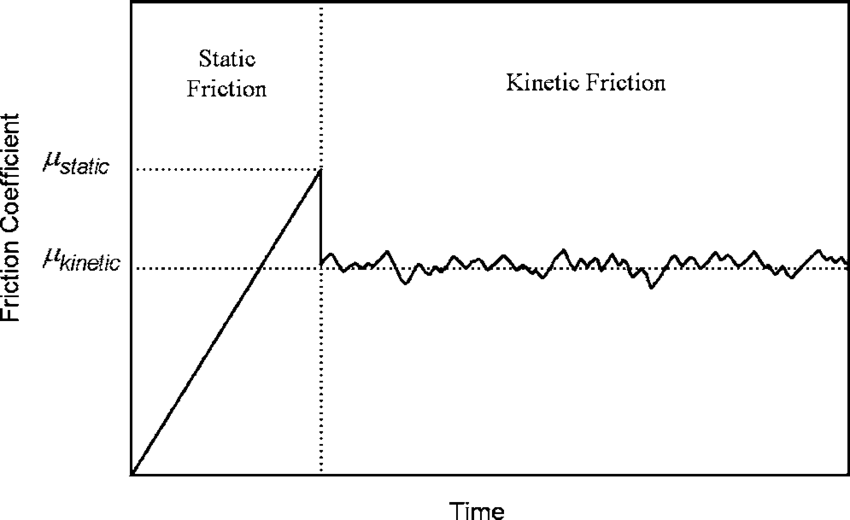 Static
Friction
Kinetic Friction
Friction Coefficient
μstatic
μkinetic
Time